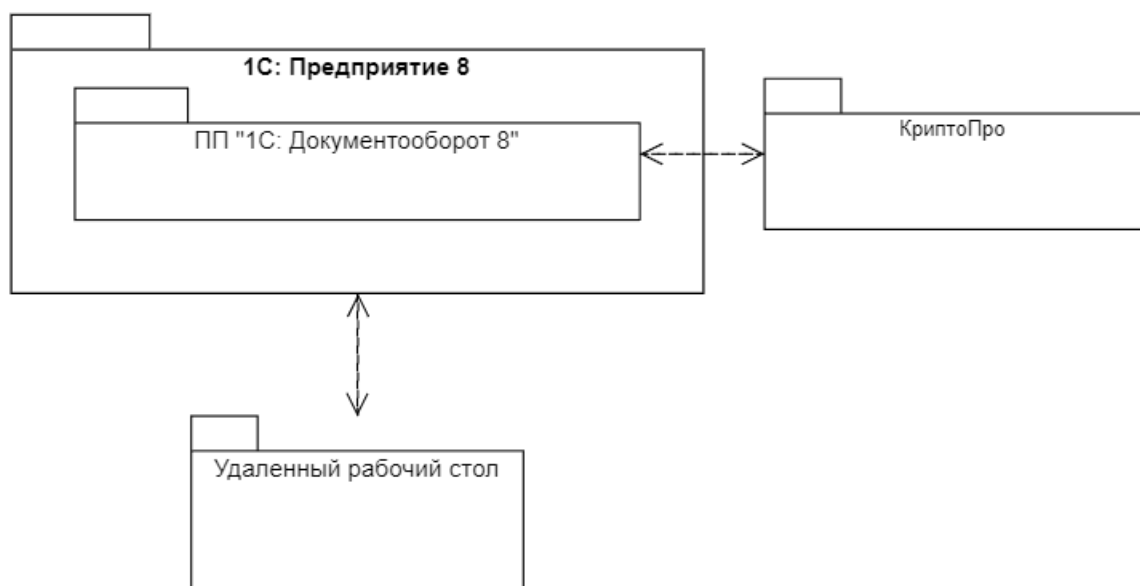 1С: Предприятие 8
ПП "1С: Документооборот 8"
КриптоПро
Удаленный рабочий стол